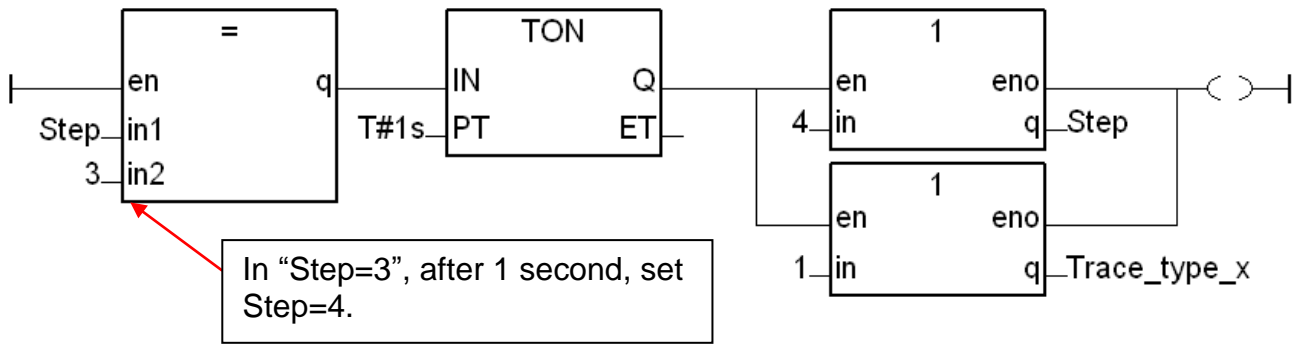 = TON 1
en q IN Q en eno
Step in1 T#1s PT ET 4 in q Step
3 in2
1
en eno
1 in q Trace_type_x
In “Step=3”, after 1 second, set
Step=4.